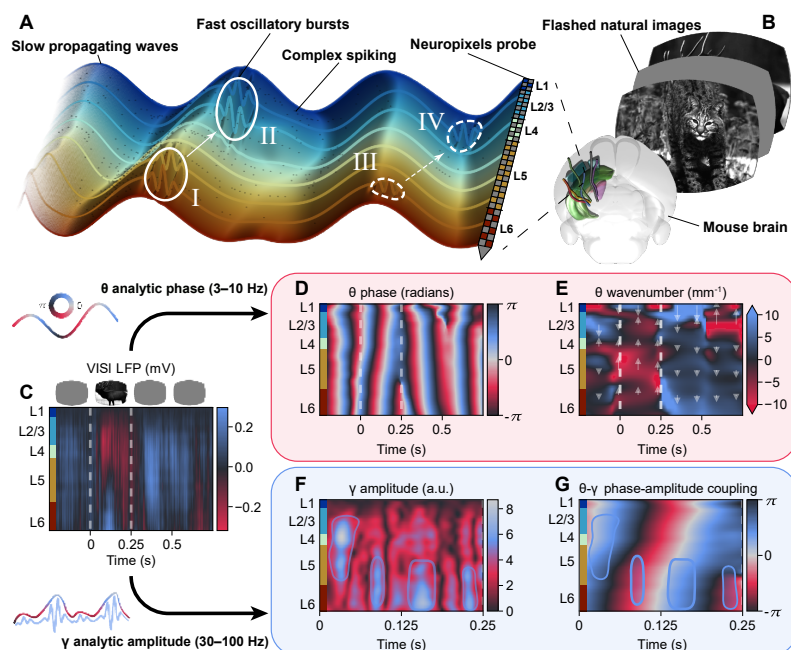 A
B
Fast oscillatory bursts
Slow propagating waves
Complex spiking
Neuropixels probe
Flashed natural images
L1
L2/3
L4
L5
L6
I
II
III
IV
Mouse brain
θ analytic phase (3–10 Hz)
π
0
C
VISl LFP (mV)
L1
L2/3
L4
L5
L6
0
0.25
0.5
Time (s)
0.2
0.0
-0.2
γ analytic amplitude (30–100 Hz)
D
θ phase (radians)
L1
L2/3
L4
L5
L6
0
0.25
0.5
Time (s)
π
0
-π
E
θ wavenumber (mm⁻¹)
L1
L2/3
L4
L5
L6
0
0.25
0.5
Time (s)
10
5
0
-5
-10
F
γ amplitude (a.u.)
L1
L2/3
L4
L5
L6
0
0.125
0.25
Time (s)
8
6
4
2
0
G
θ-γ phase-amplitude coupling
L1
L2/3
L4
L5
L6
0
0.125
0.25
Time (s)
π
0
-π